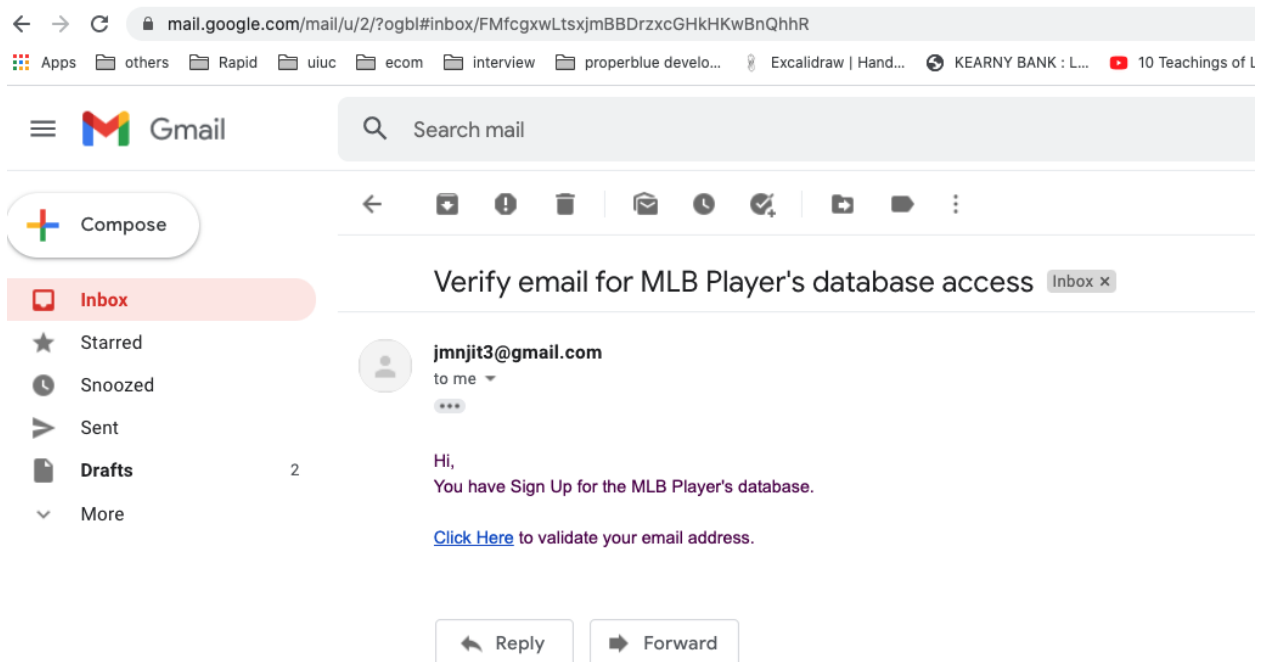 mail.google.com/mail/u/2/?ogbl#inbox/FMfcgxwLtsxjmBBDrzxcGHkHKwBnQhhR
Apps others Rapid uiuc ecom interview properblue develo... Excalidraw | Hand... KEARNY BANK : L... 10 Teachings of L
Gmail
Search mail
Compose
Verify email for MLB Player's database access Inbox ×
Inbox
Starred
Snoozed
Sent
Drafts 2
More
jmnjit3@gmail.com
to me
Hi,
You have Sign Up for the MLB Player's database.
Click Here to validate your email address.
Reply Forward